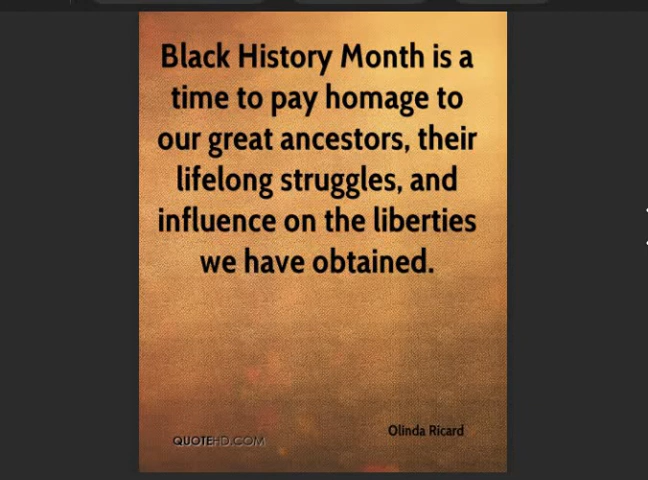 Black History Month is a
time to pay homage to
our great ancestors, their
lifelong struggles, and
influence on the liberties
we have obtained.
Olinda Ricard
QUOTEHD.COM